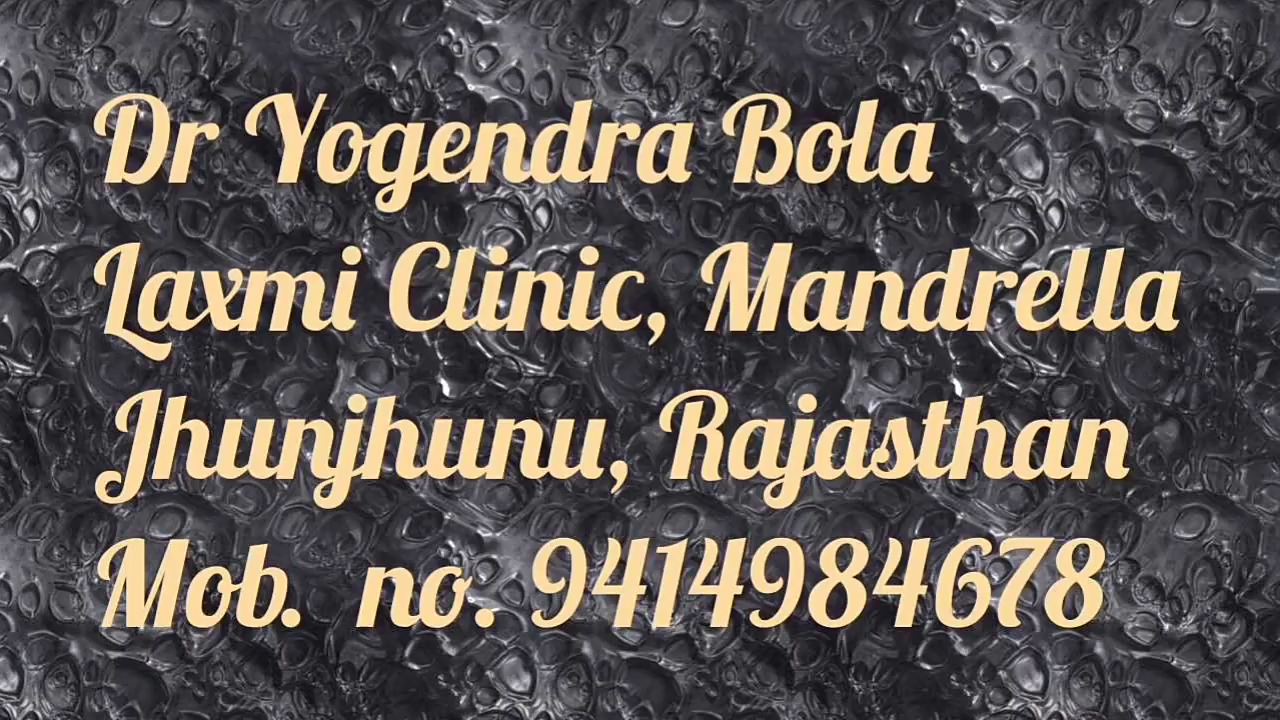 Dr Yogendra Bola
Laxmi Clinic, Mandrella
Jhunjhunu, Rajasthan
Mob. no. 9414984678